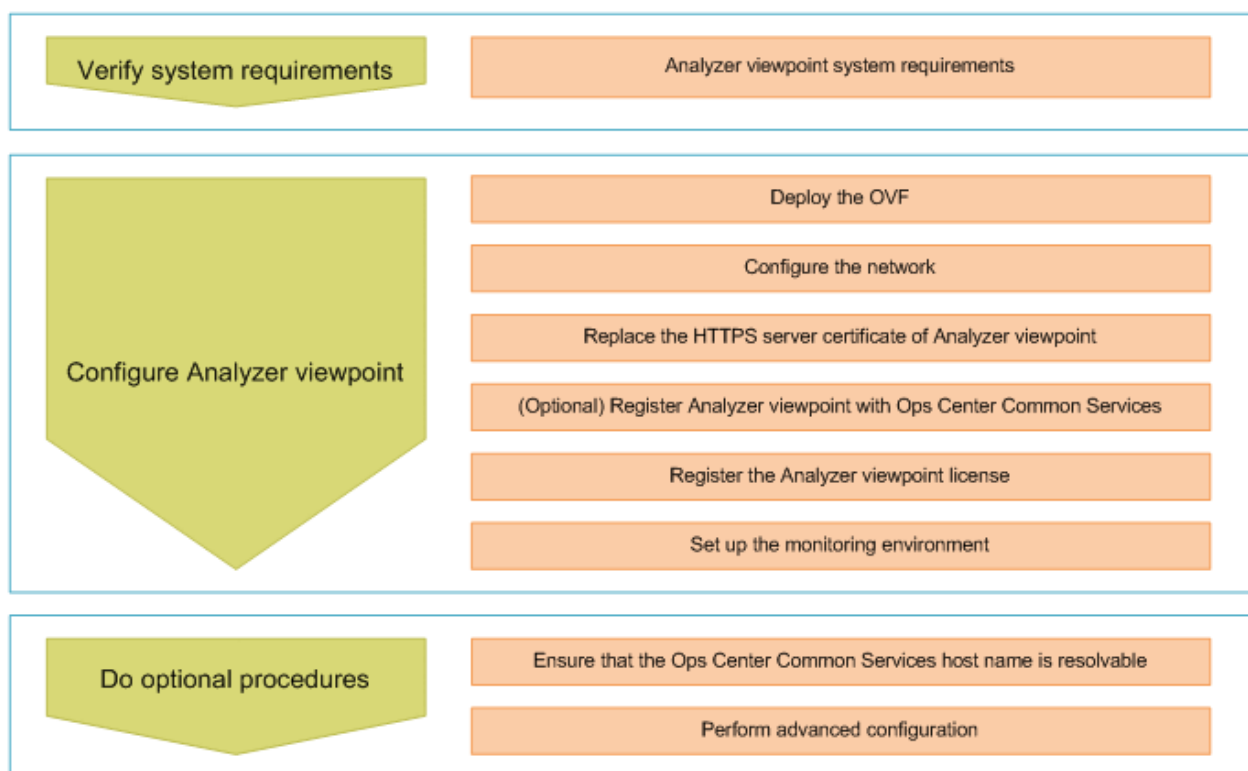 Verify system requirements
Analyzer viewpoint system requirements
Configure Analyzer viewpoint
Deploy the OVF
Configure the network
Replace the HTTPS server certificate of Analyzer viewpoint
(Optional) Register Analyzer viewpoint with Ops Center Common Services
Register the Analyzer viewpoint license
Set up the monitoring environment
Do optional procedures
Ensure that the Ops Center Common Services host name is resolvable
Perform advanced configuration